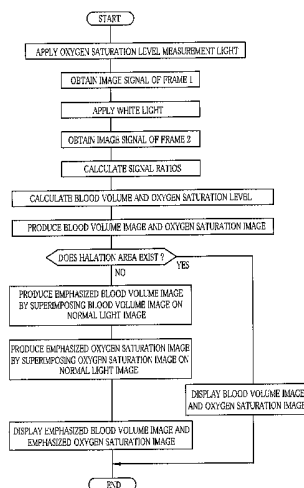 START
APPLY OXYGEN SATURATION LEVEL MEASUREMENT LIGHT
OBTAIN IMAGE SIGNAL OF FRAME 1
APPLY WHITE LIGHT
OBTAIN IMAGE SIGNAL OF FRAME 2
CALCULATE SIGNAL RATIOS
CALCULATE BLOOD VOLUME AND OXYGEN SATURATION LEVEL
PRODUCE BLOOD VOLUME IMAGE AND OXYGEN SATURATION IMAGE
DOES HALATION AREA EXIST ?
YES
NO
PRODUCE EMPHASIZED BLOOD VOLUME IMAGE
BY SUPERIMPOSING BLOOD VOLUME IMAGE ON
NORMAL LIGHT IMAGE
PRODUCE EMPHASIZED OXYGEN SATURATION IMAGE
BY SUPERIMPOSING OXYGEN SATURATION IMAGE ON
NORMAL LIGHT IMAGE
DISPLAY BLOOD VOLUME IMAGE
AND OXYGEN SATURATION IMAGE
DISPLAY EMPHASIZED BLOOD VOLUME IMAGE AND
EMPHASIZED OXYGEN SATURATION IMAGE
END